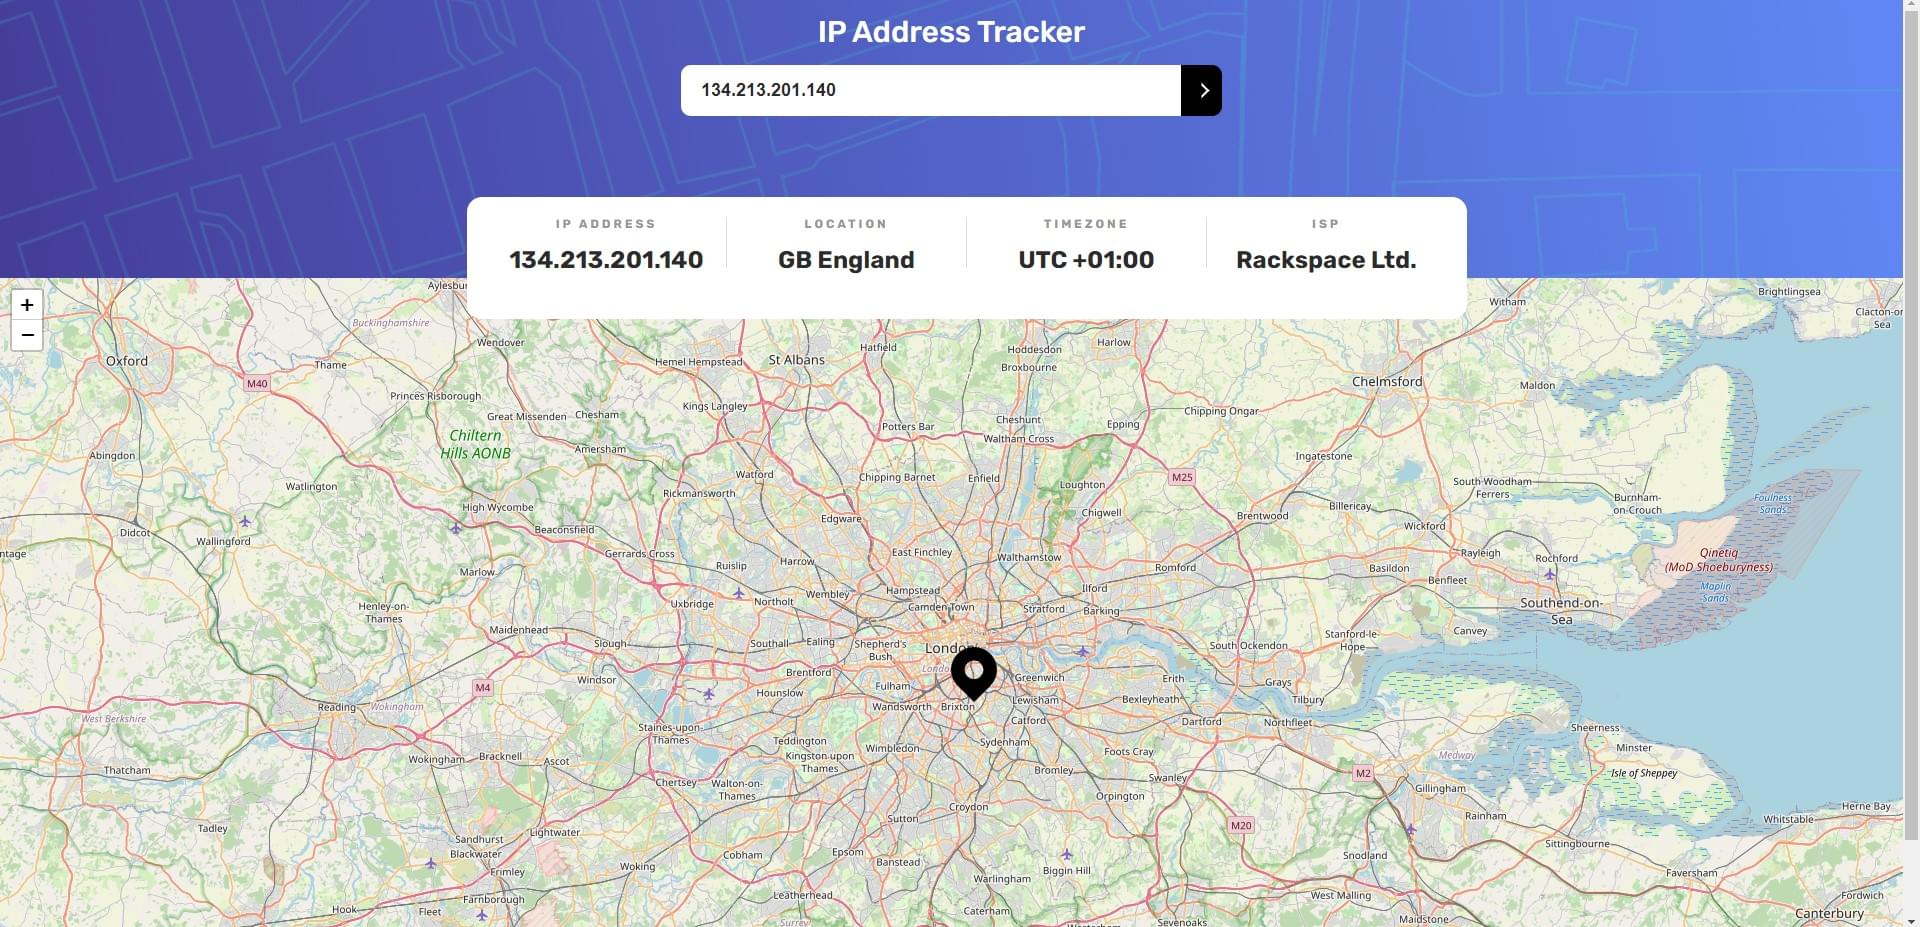 IP Address Tracker
134.213.201.140
IP ADDRESS
LOCATION
TIMEZONE
ISP
134.213.201.140
GB England
UTC +01:00
Rackspace Ltd.
+
−
Brightlingsea
Witham
Clacton-on-
Sea
Buckinghamshire
Wendover
Hatfield
Hoddesdon
Harlow
Oxford
Thame
Hemel Hempstead
St Albans
Broxbourne
M40
Chelmsford
Maldon
Princes Risborough
Kings Langley
Great Missenden
Chesham
Chipping Ongar
Cheshunt
Potters Bar
Epping
Waltham Cross
Chiltern
Hills AONB
Amersham
Abingdon
Ingatestone
Watford
Chipping Barnet
Enfield
M25
Loughton
Watlington
Rickmansworth
South Woodham
Ferrers
Burnham-
on-Crouch
Foulness
Sands
High Wycombe
Billericay
Chigwell
Brentwood
Edgware
Beaconsfield
Wickford
Didcot
Wallingford
Gerrards Cross
East Finchley
Walthamstow
Rayleigh
Rochford
Qinetiq
(MoD Shoeburyness)
ntage
Ruislip
Harrow
Romford
Basildon
Marlow
Benfleet
Maplin
Sands
Hampstead
Ilford
Wembley
Northolt
Uxbridge
Camden Town
Stratford
Barking
Henley-on-
Thames
Southend-on-
Sea
Maidenhead
Slough
Southall
Ealing
Shepherd's
Bush
London
Stanford-le-
Hope
Canvey
South Ockendon
Brentford
Greenwich
Erith
Windsor
M4
Fulham
Hounslow
Grays
Tilbury
Bexleyheath
Lewisham
Reading
Wokingham
Wandsworth
Brixton
West Berkshire
Catford
Dartford
Northfleet
Staines-upon-
Thames
Teddington
Wimbledon
Sydenham
Foots Cray
Sheerness
Minster
Kingston-upon
Thames
Medway
Wokingham
Bracknell
Ascot
Thatcham
Bromley
Swanley
M2
Isle of Sheppey
Chertsey
Walton-on-
Thames
Orpington
Gillingham
Croydon
Sutton
Rainham
Herne Bay
Whitstable
Tadley
Lightwater
M20
Sandhurst
Blackwater
Cobham
Epsom
Banstead
Snodland
Sittingbourne
Woking
Frimley
Warlingham
Biggin Hill
Faversham
Farnborough
Leatherhead
West Malling
Fordwich
Hook
Fleet
Caterham
Canterbury
Surrey
Sevenoaks
Maidstone